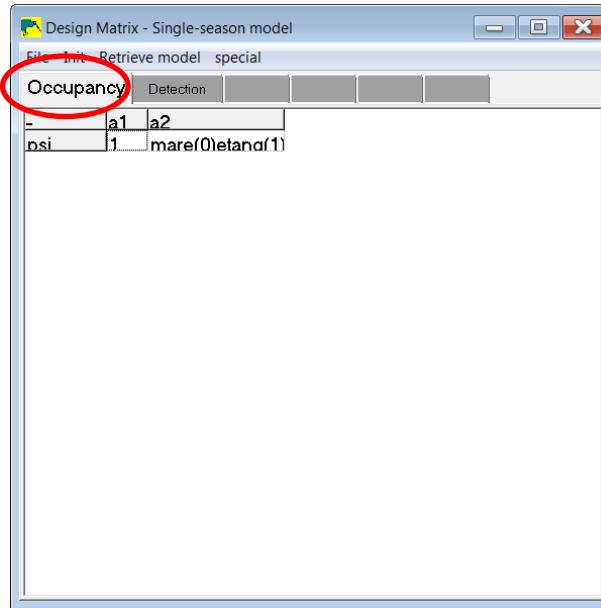 Design Matrix - Single-season model
File Init Retrieve model special
Occupancy Detection
- a1 a2
psi 1 mare(0)etang(1)